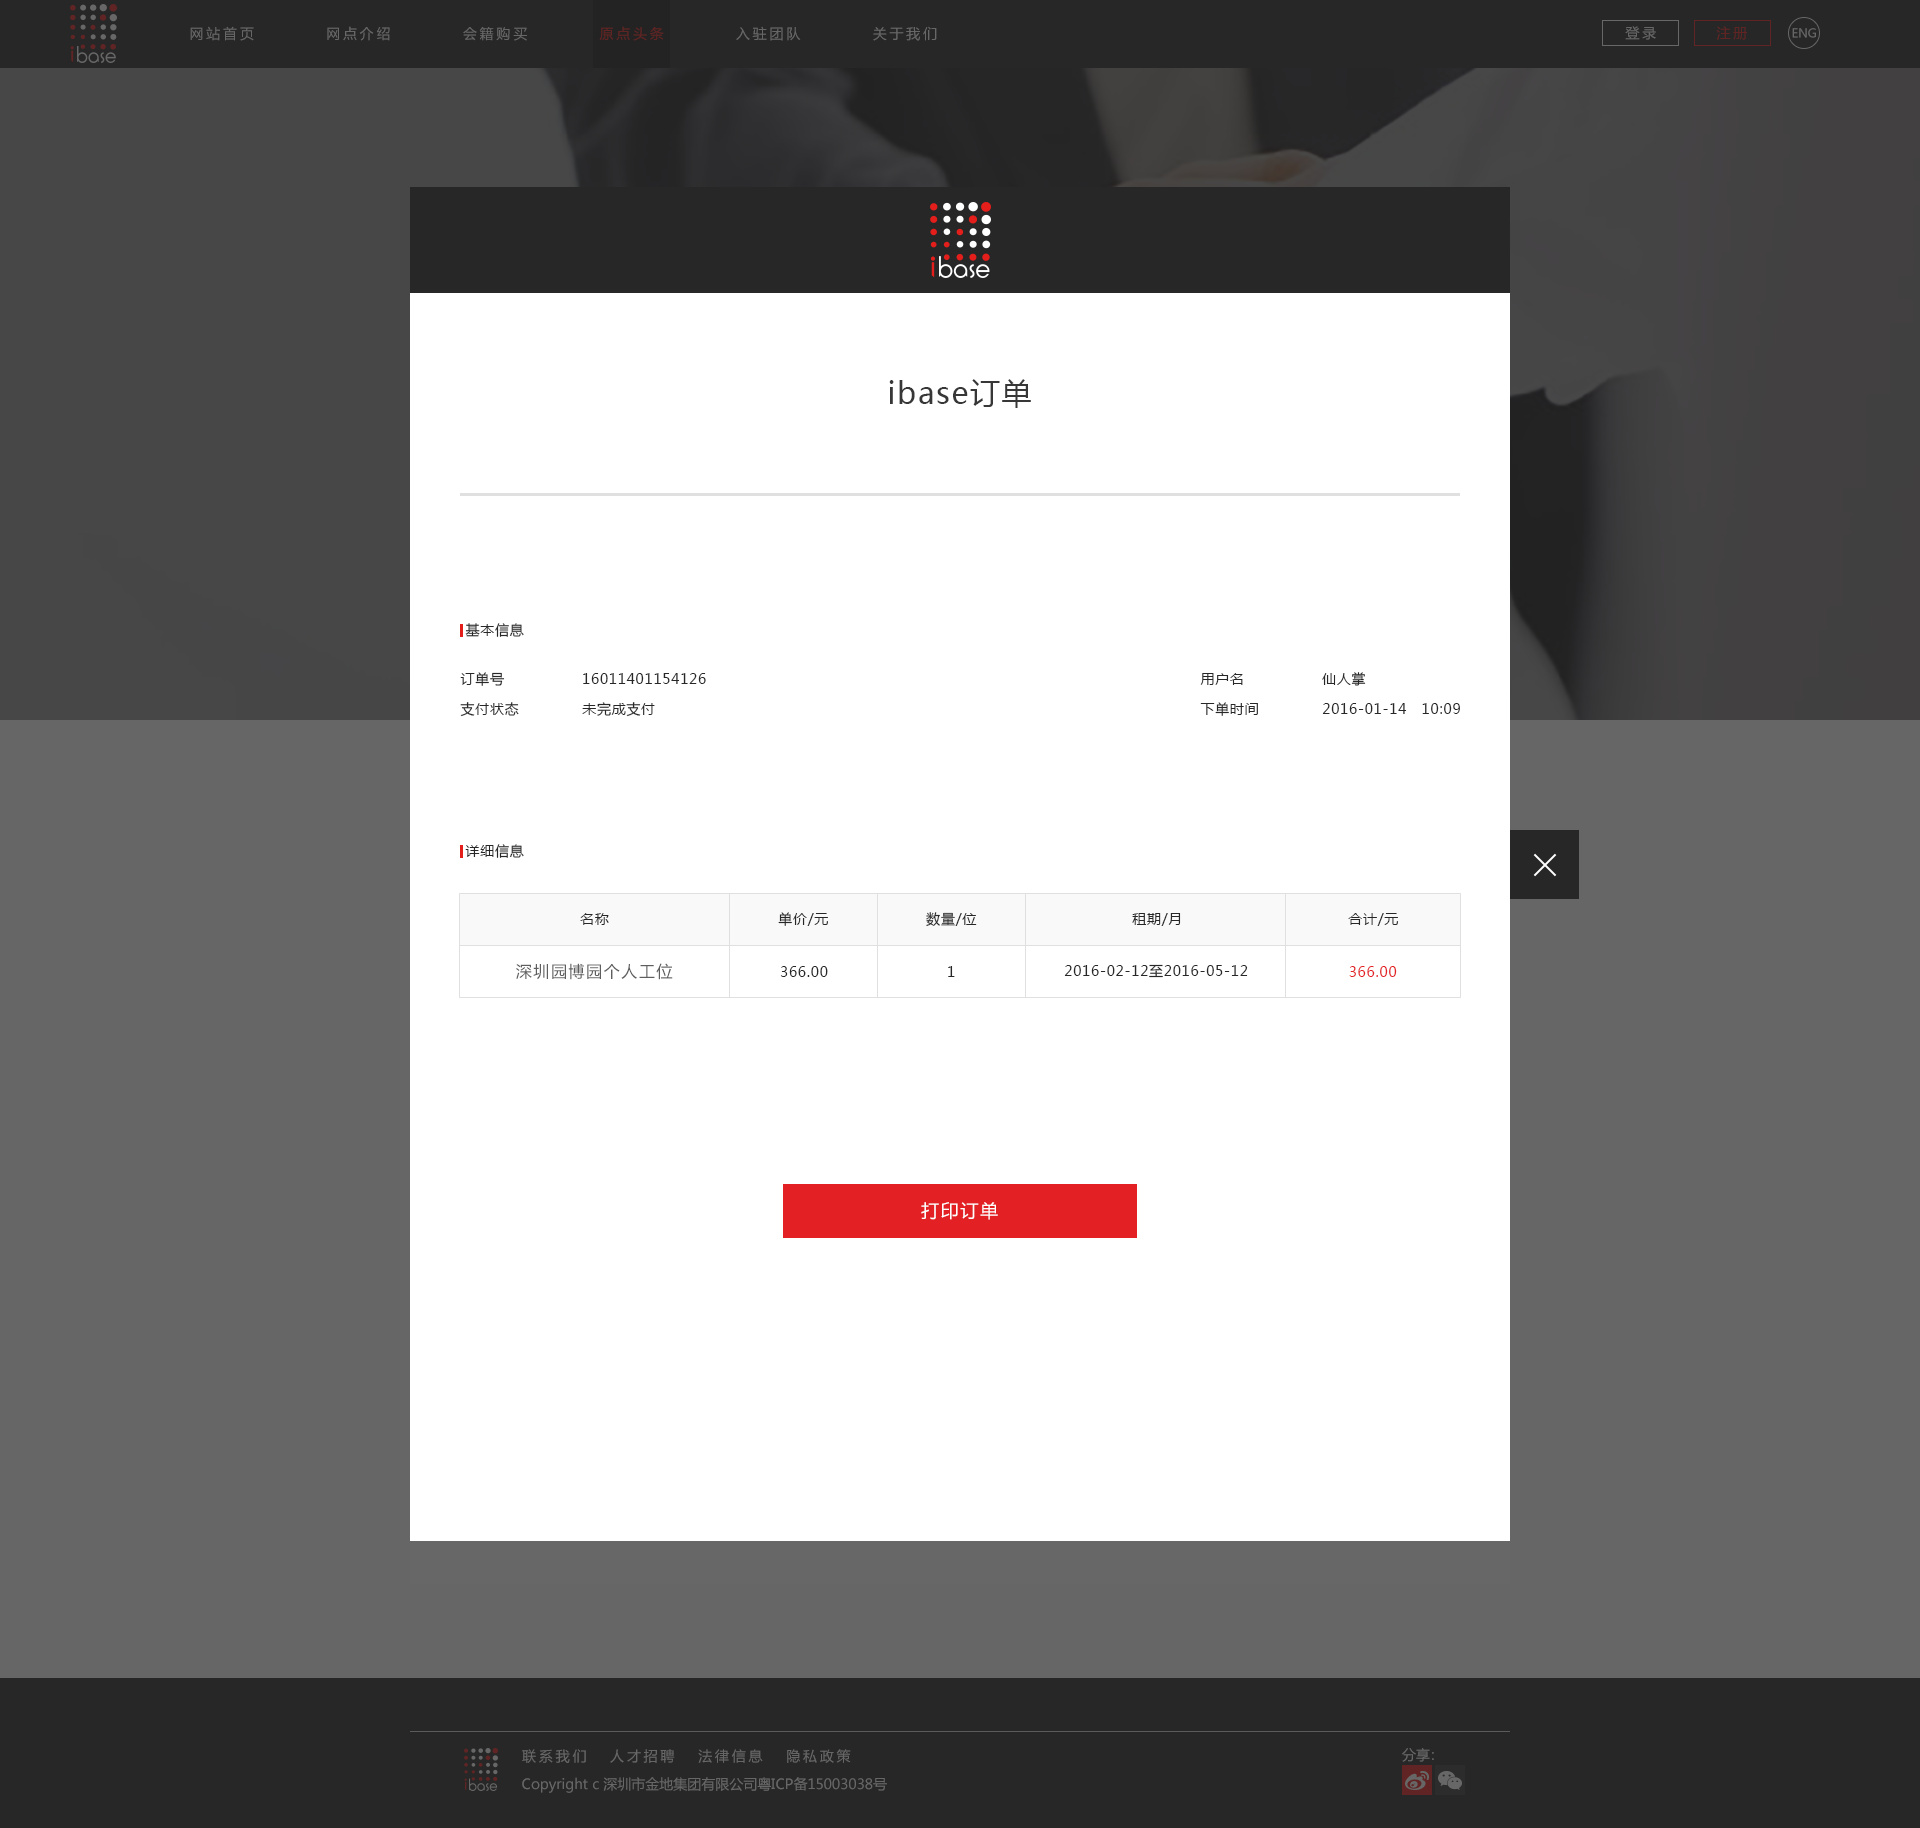 ibase
网站首页
网点介绍
会籍购买
原点头条
入驻团队
关于我们
登录
注册
ENG
ibase
ibase订单
基本信息
订单号 16011401154126
用户名 仙人掌
支付状态 未完成支付
下单时间 2016-01-14 10:09
详细信息
名称 单价/元 数量/位 租期/月 合计/元
深圳园博园个人工位 366.00 1 2016-02-12至2016-05-12 366.00
打印订单
联系我们 人才招聘 法律信息 隐私政策
分享:
ibase
Copyright c 深圳市金地集团有限公司粤ICP备15003038号